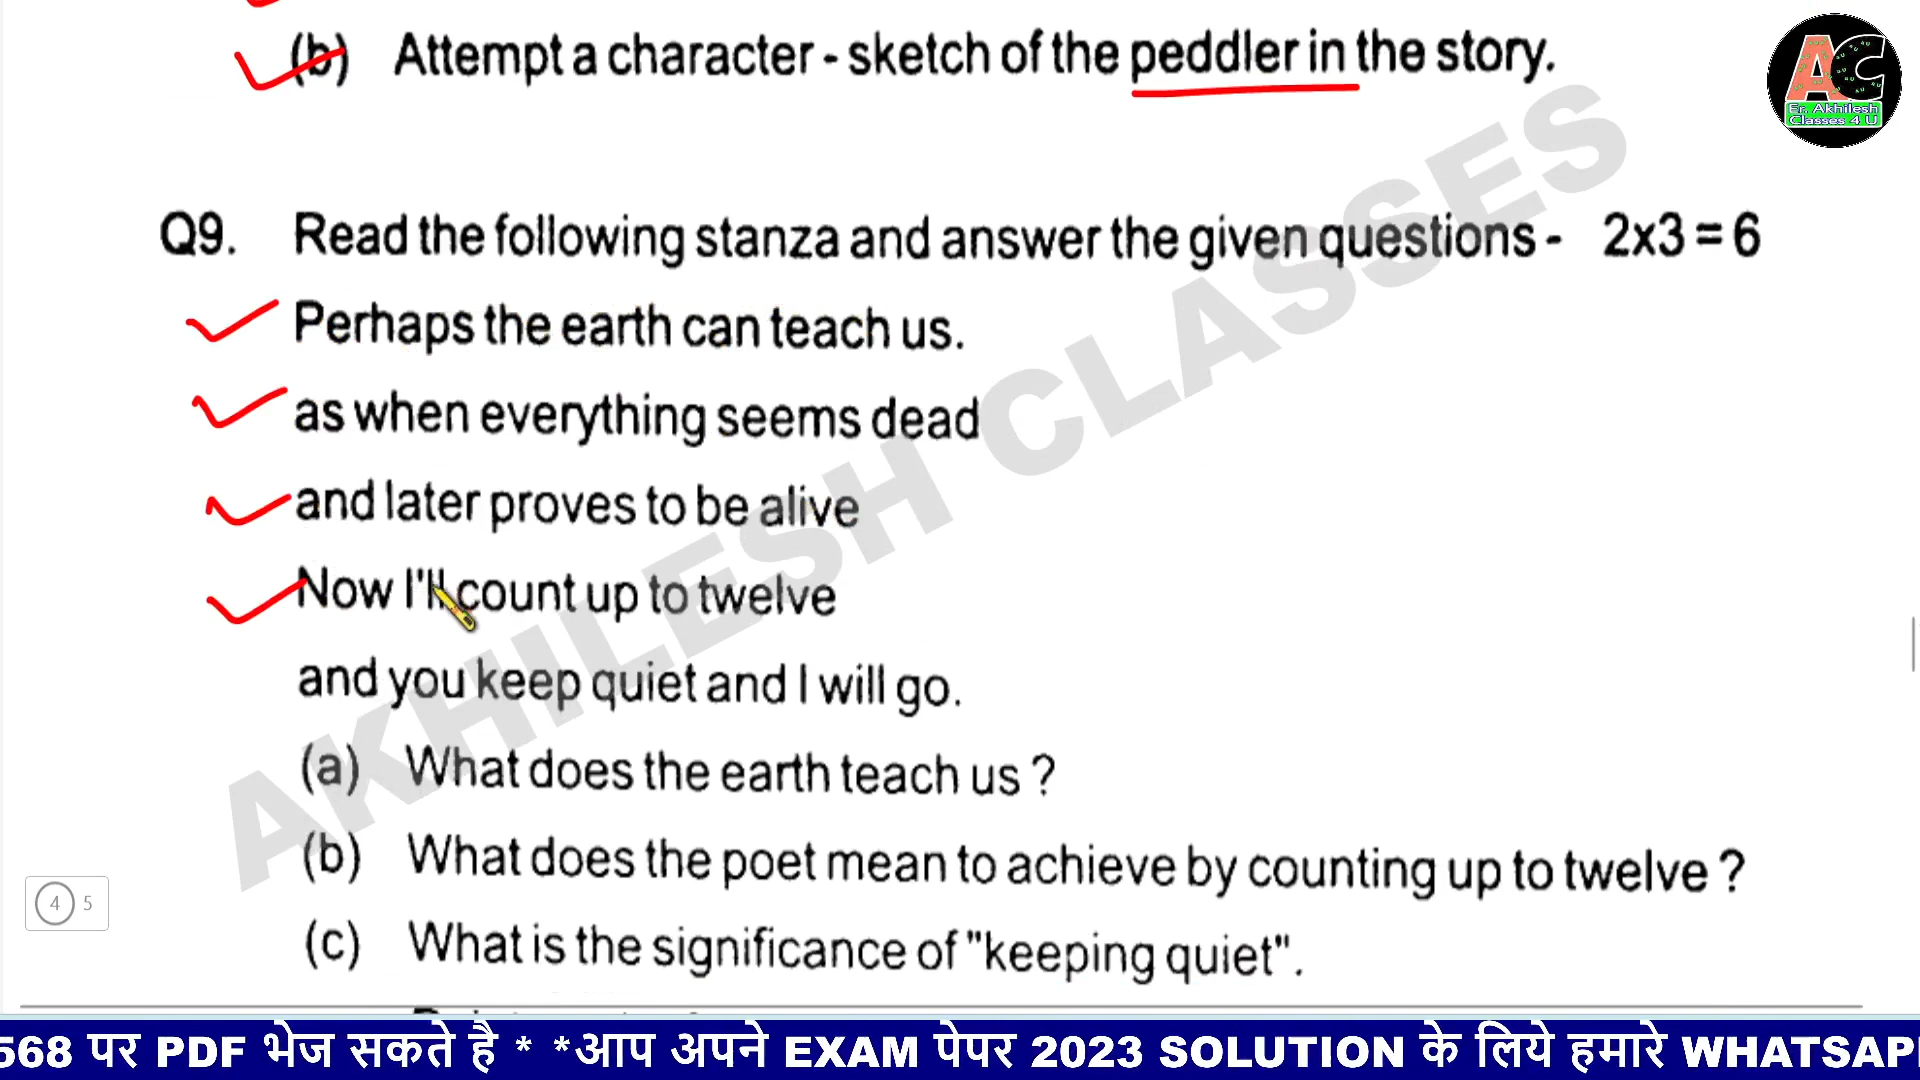 (b) Attempt a character - sketch of the peddler in the story.
AC
Er. Akhilesh
Classes 4 U
Q9. Read the following stanza and answer the given questions - 2x3 = 6
Perhaps the earth can teach us.
as when everything seems dead
and later proves to be alive
Now I'll count up to twelve
and you keep quiet and I will go.
(a) What does the earth teach us ?
(b) What does the poet mean to achieve by counting up to twelve ?
(c) What is the significance of "keeping quiet".
AKHILESH CLASSES
4 5
568 पर PDF भेज सकते है * *आप अपने EXAM पेपर 2023 SOLUTION के लिये हमारे WHATSAP